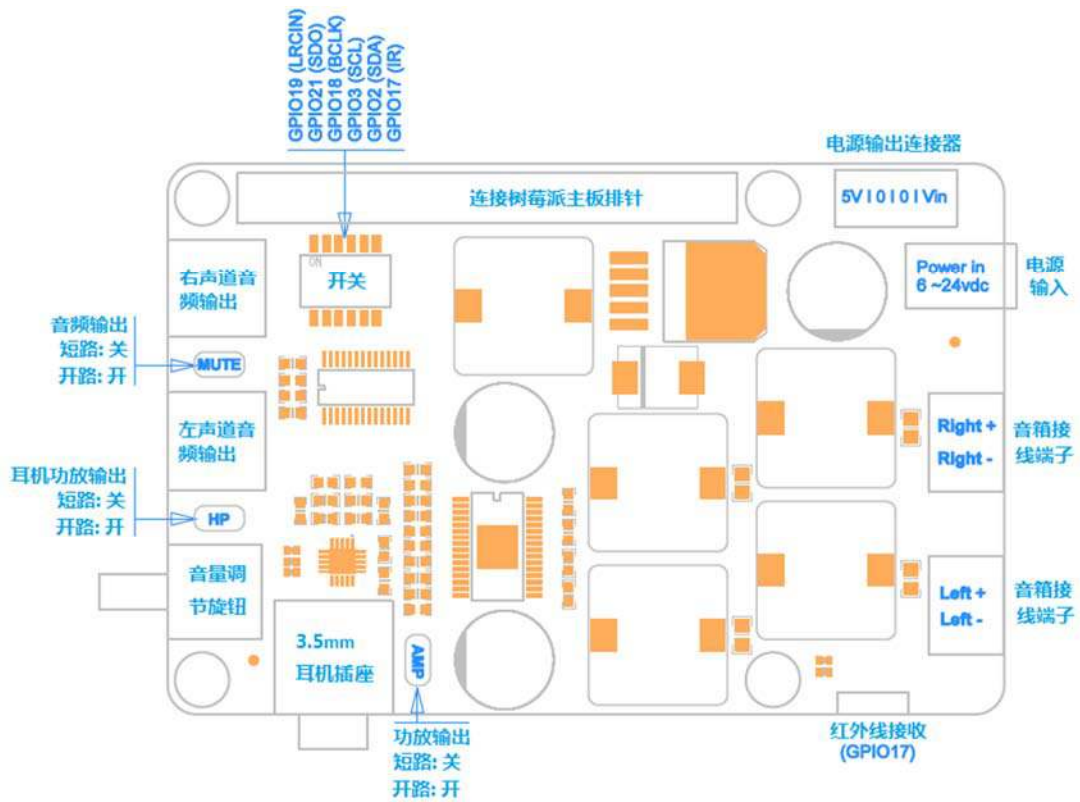 GPIO19 (LRCIN)
GPIO21 (SDO)
GPIO18 (BCLK)
GPIO3 (SCL)
GPIO2 (SDA)
GPIO17 (IR)
电源输出连接器
连接树莓派主板排针
5V I 0 I 0 I Vin
ON
开关
右声道音
频输出
Power in
6 ~24vdc
电源
输入
音频输出
短路: 关
开路: 开
MUTE
左声道音
频输出
Right +
Right -
音箱接
线端子
耳机功放输出
短路: 关
开路: 开
HP
音量调
节旋钮
Left +
Left -
音箱接
线端子
3.5mm
耳机插座
AMP
功放输出
短路: 关
开路: 开
红外线接收
(GPIO17)